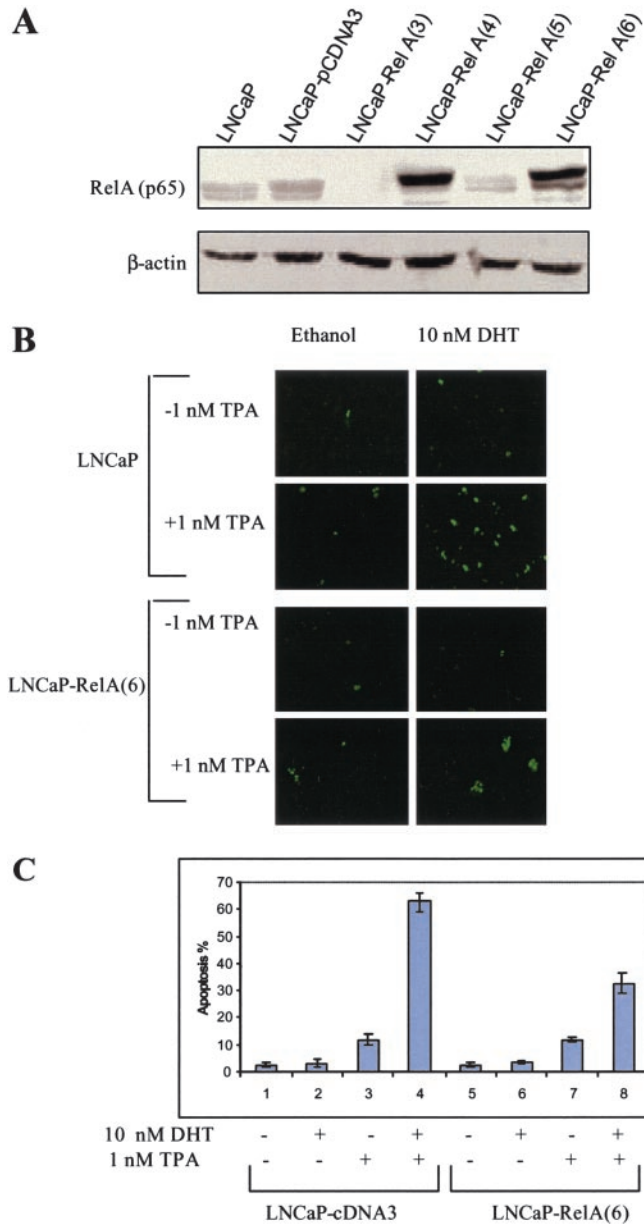 A
LNCaP
LNCaP-pCDNA3
LNCaP-Rel A(3)
LNCaP-Rel A(4)
LNCaP-Rel A(5)
LNCaP-Rel A(6)
RelA (p65)
β-actin
B
Ethanol 10 nM DHT
-1 nM TPA
LNCaP
+1 nM TPA
-1 nM TPA
LNCaP-RelA(6)
+1 nM TPA
C
Apoptosis %
70
60
50
40
30
20
10
0
1 2 3 4 5 6 7 8
10 nM DHT - + - + - + - +
1 nM TPA - - + + - - + +
LNCaP-cDNA3 LNCaP-RelA(6)